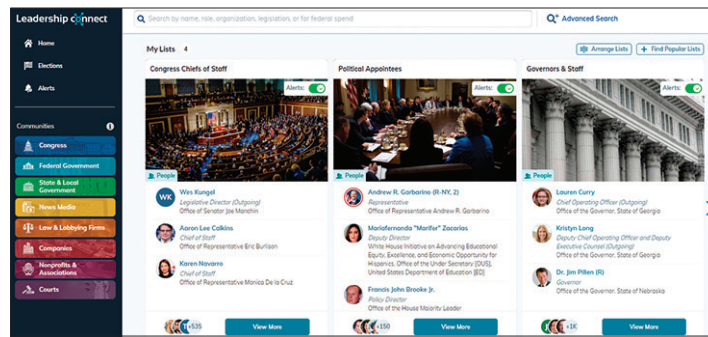 Leadership connect
Search by name, role, organization, legislation, or for federal spend
Advanced Search
Home
Elections
Alerts
Communities
Congress
Federal Government
State & Local
Government
News Media
Law & Lobbying Firms
Companies
Nonprofits &
Associations
Courts
My Lists 4
Arrange Lists
Find Popular Lists
Congress Chiefs of Staff
Alerts:
People
WK
Wes Kungel
Legislative Director (Outgoing)
Office of Senator Joe Manchin
Aaron Lee Calkins
Chief of Staff
Office of Representative Eric Burlison
Karen Navarro
Chief of Staff
Office of Representative Monica De la Cruz
+535
View More
Political Appointees
Alerts:
People
Andrew R. Garbarino (R-NY, 2)
Representative
Office of Representative Andrew R. Garbarino
Mariafernanda "Marifer" Zacarias
Deputy Director
White House Initiative on Advancing Educational
Equity, Excellence, and Economic Opportunity for
Hispanics, Office of the Under Secretary [OUS],
United States Department of Education [ED]
Francis John Brooke Jr.
Policy Director
Office of the House Majority Leader
+150
View More
Governors & Staff
Alerts:
People
Lauren Curry
Chief Operating Officer (Outgoing)
Office of the Governor, State of Georgia
Kristyn Long
Deputy Chief Operating Officer and Deputy
Executive Counsel (Outgoing)
Office of the Governor, State of Georgia
Dr. Jim Pillen (R)
Governor
Office of the Governor, State of Nebraska
+1K
View More